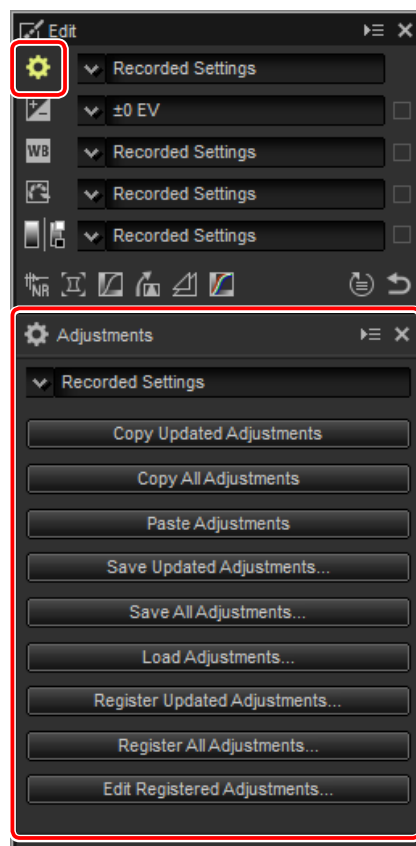 Edit
Recorded Settings
±0 EV
WB
Recorded Settings
Recorded Settings
Recorded Settings
NR
Adjustments
Recorded Settings
Copy Updated Adjustments
Copy All Adjustments
Paste Adjustments
Save Updated Adjustments...
Save All Adjustments...
Load Adjustments...
Register Updated Adjustments...
Register All Adjustments...
Edit Registered Adjustments...